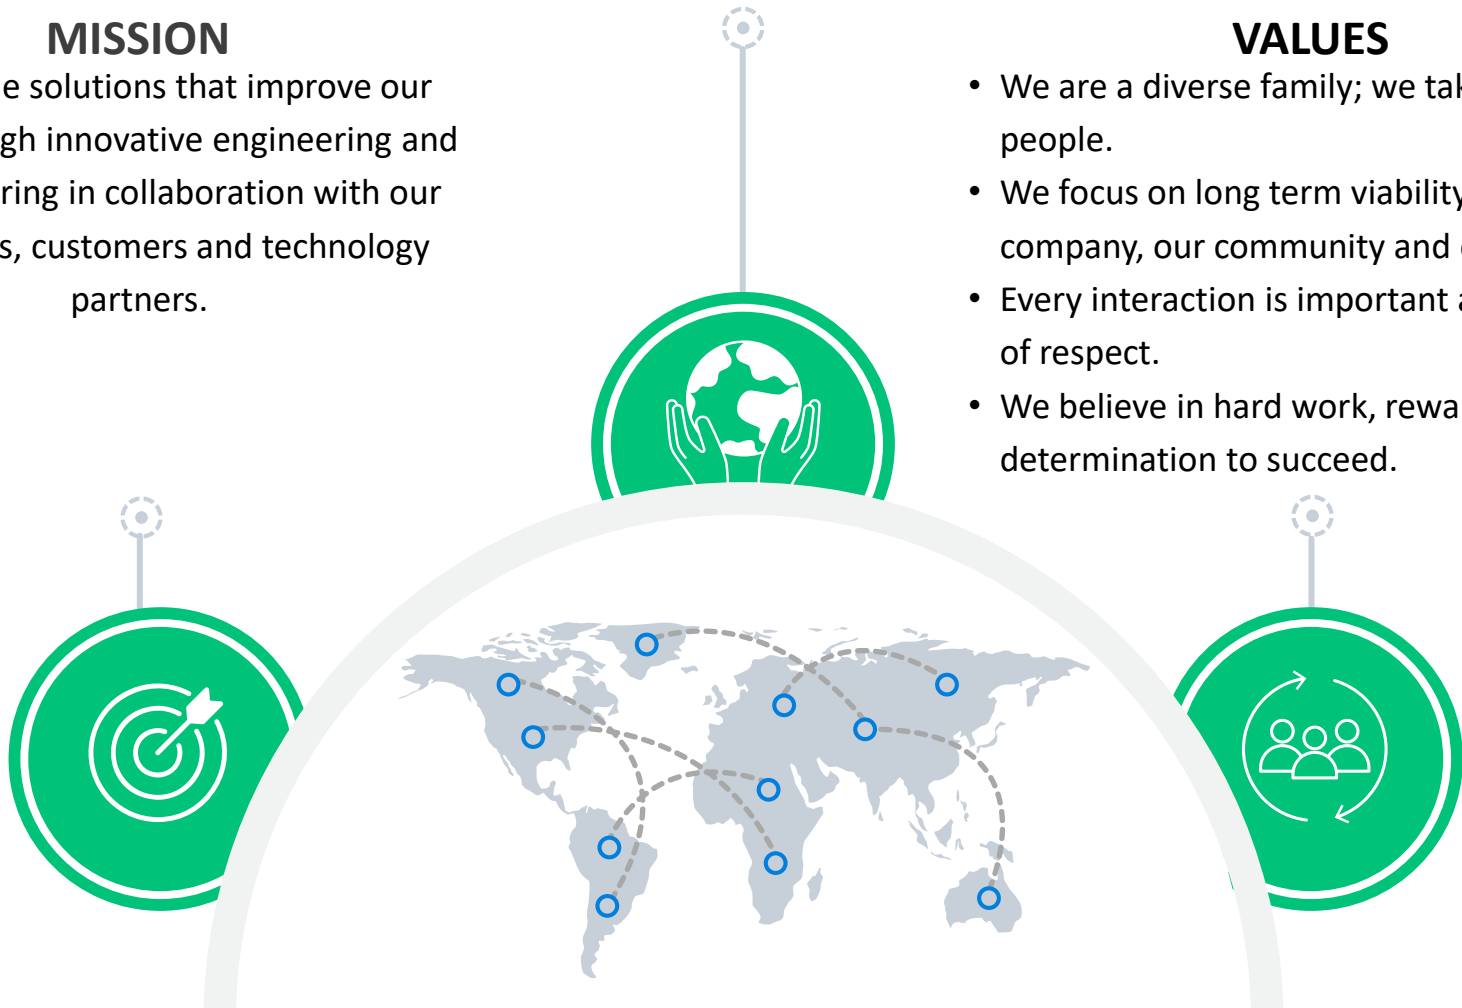 MISSION
e solutions that improve our
gh innovative engineering and
ring in collaboration with our
s, customers and technology
partners.
VALUES
• We are a diverse family; we tak
people.
• We focus on long term viability
company, our community and
• Every interaction is important a
of respect.
• We believe in hard work, rewa
determination to succeed.